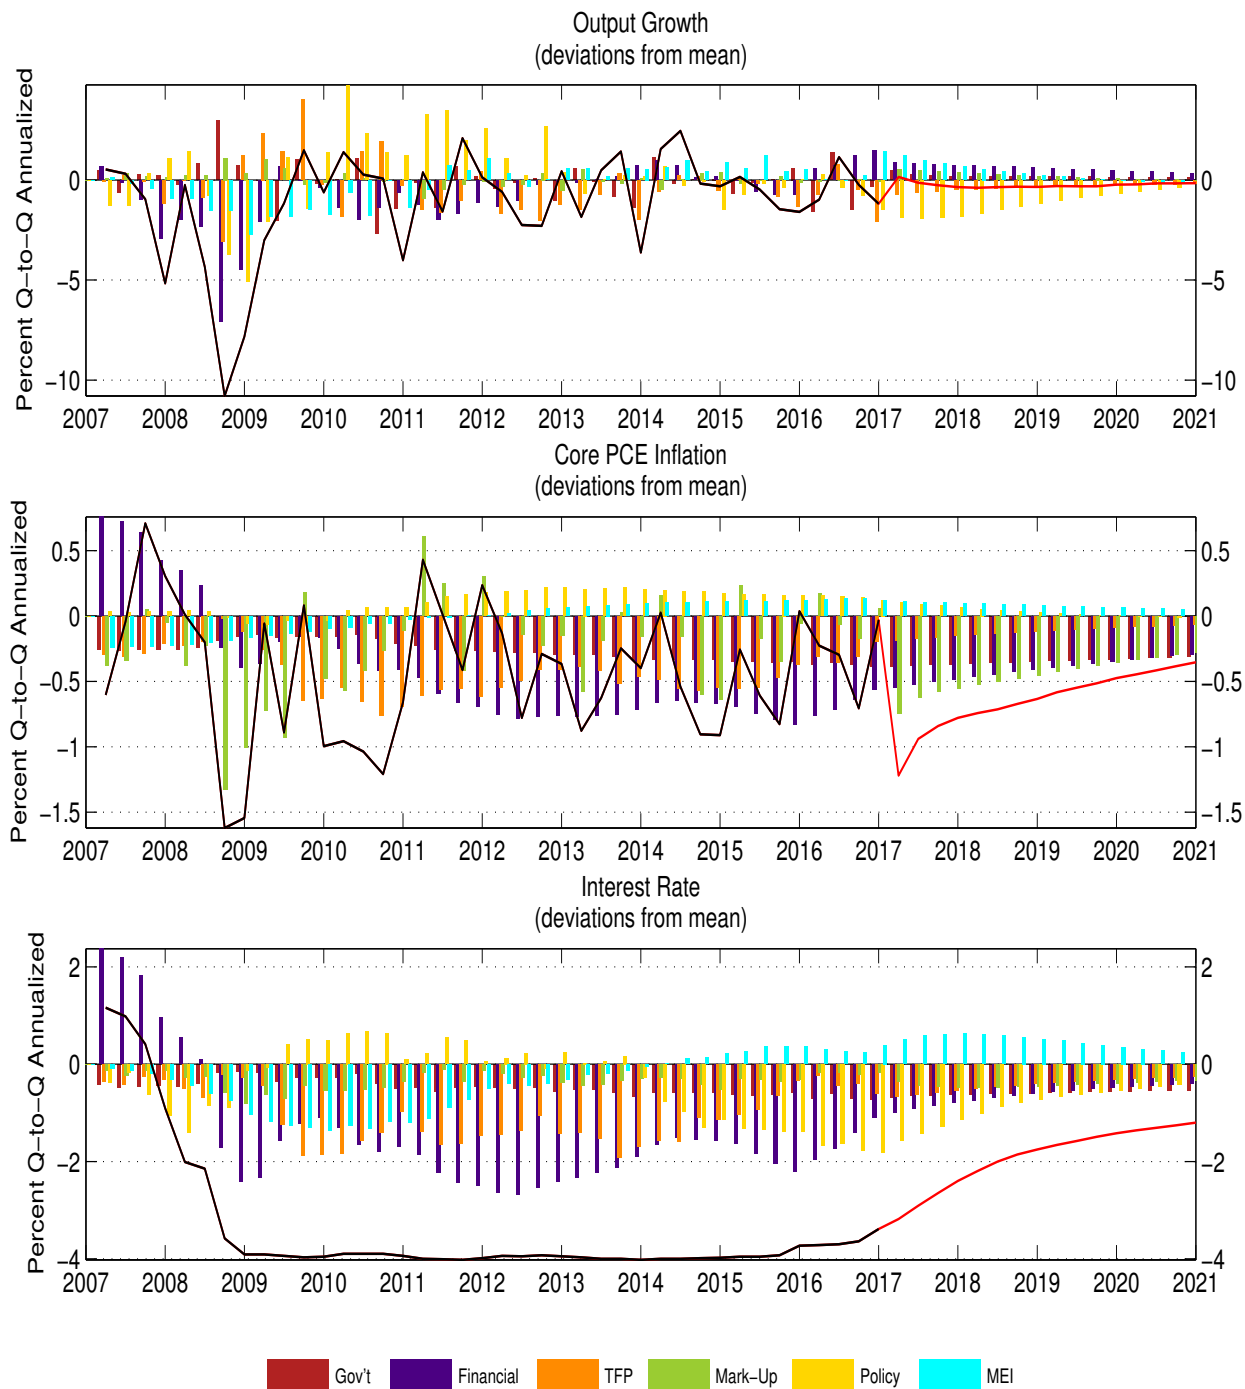 Output Growth
(deviations from mean)
Percent Q-to-Q Annualized
0
-5
-10
0
-5
-10
2007 2008 2009 2010 2011 2012 2013 2014 2015 2016 2017 2018 2019 2020 2021
Core PCE Inflation
(deviations from mean)
Percent Q-to-Q Annualized
0.5
0
-0.5
-1
-1.5
0.5
0
-0.5
-1
-1.5
2007 2008 2009 2010 2011 2012 2013 2014 2015 2016 2017 2018 2019 2020 2021
Interest Rate
(deviations from mean)
Percent Q-to-Q Annualized
2
0
-2
-4
2
0
-2
-4
2007 2008 2009 2010 2011 2012 2013 2014 2015 2016 2017 2018 2019 2020 2021
Gov't Financial TFP Mark-Up Policy MEI